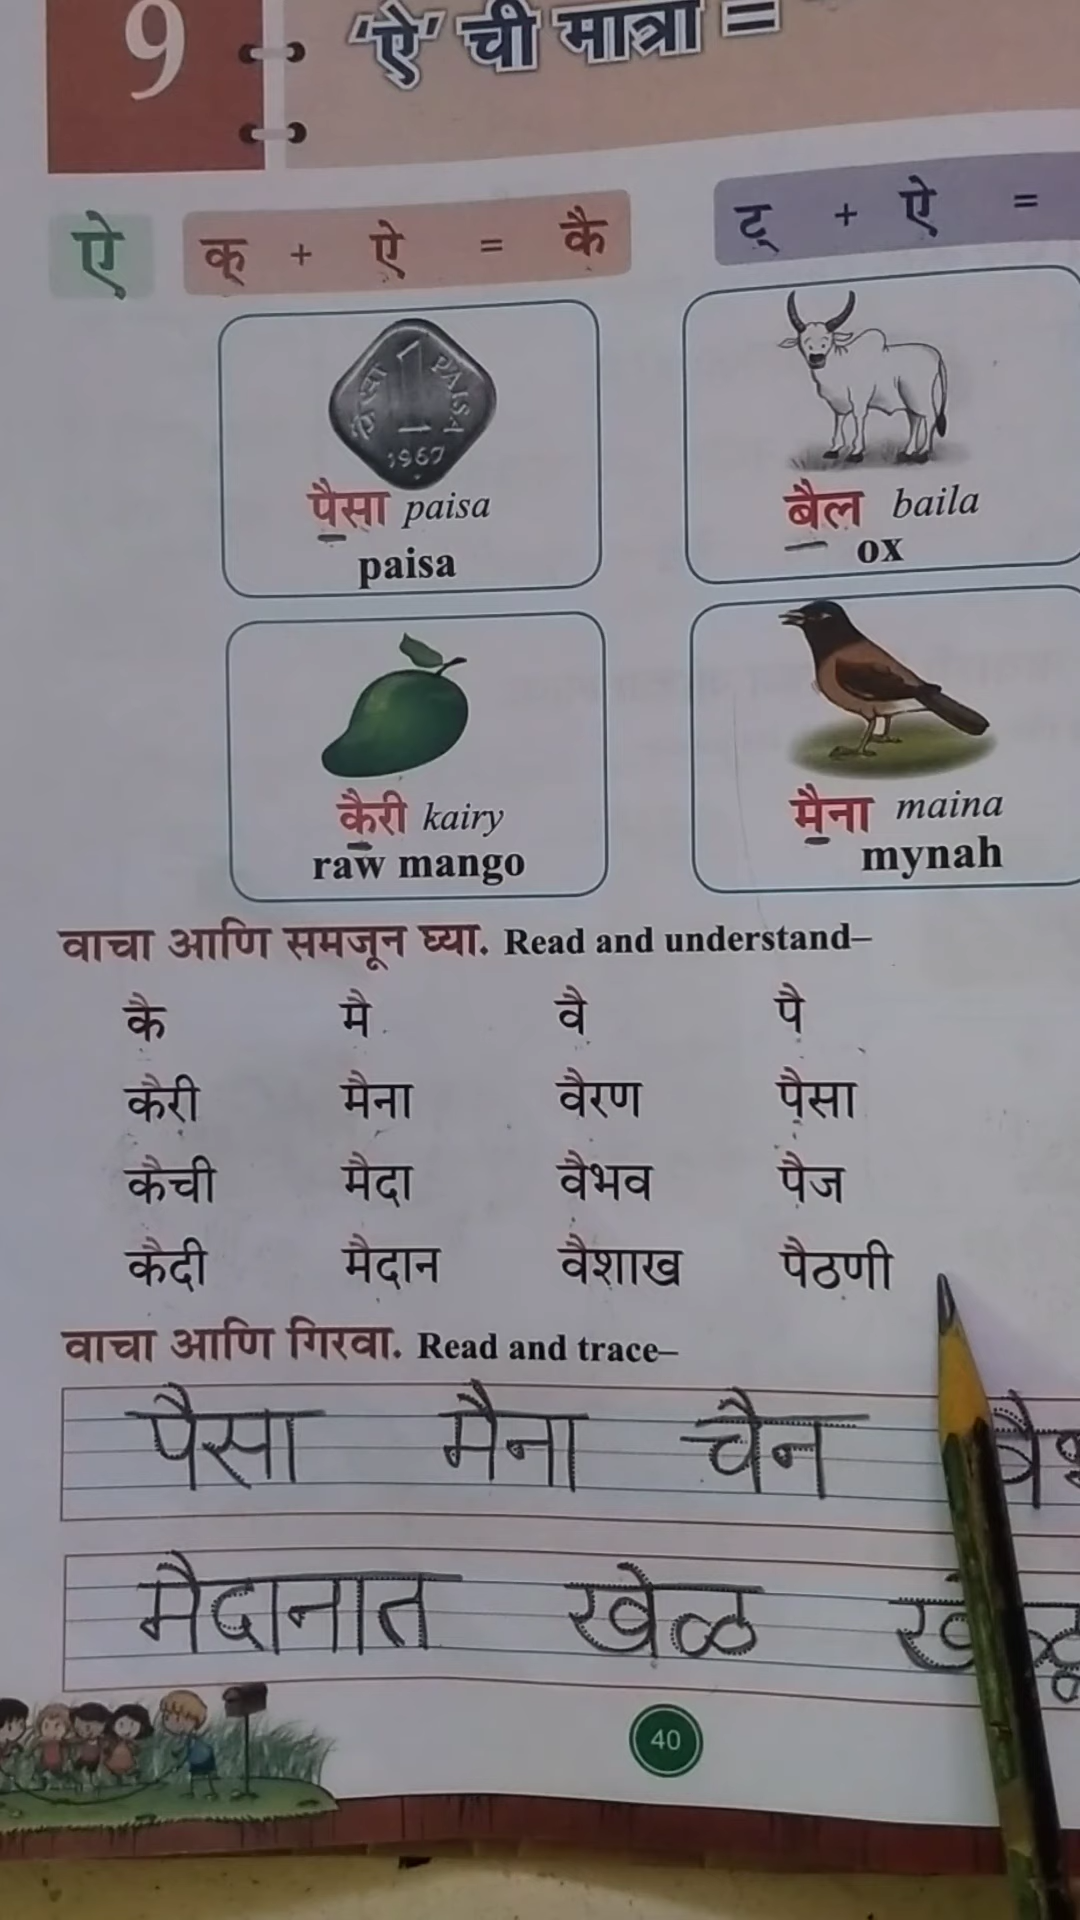 9
‘ऐ’ ची मात्रा =
ऐ क् + ऐ = कै ट् + ऐ =
पैसा 1 PAISA
1967
पैसा paisa
paisa
बैल baila
ox
कैरी kairy
raw mango
मैना maina
mynah
वाचा आणि समजून घ्या. Read and understand–
कै मै वै पै
कैरी मैना वैरण पैसा
कैची मैदा वैभव पैज
कैदी मैदान वैशाख पैठणी
वाचा आणि गिरवा. Read and trace–
पैसा मैना चैन
मैदानात खेळ
40